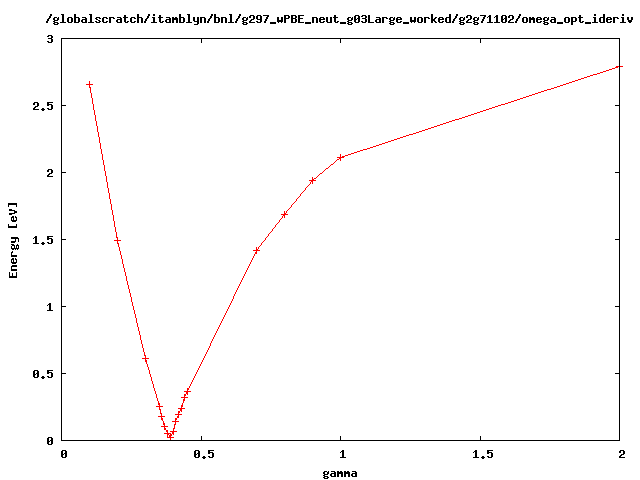 /globalscratch/itamblyn/bnl/g297_wPBE_neut_g03Large_worked/g2g71102/omega_opt_ideriv
3
2.5
2
1.5
1
0.5
0
Energy [eV]
0 0.5 1 1.5 2
gamma